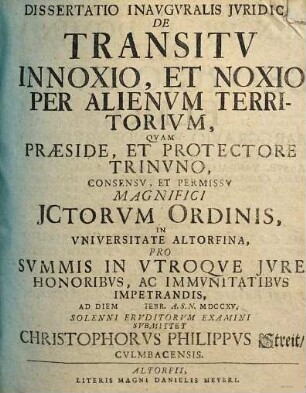 DISSERTATIO INAVGVRALIS JVRIDIC.
DE
TRANSITV
INNOXIO, ET NOXIO
PER ALIENVM TERRI-
TORIVM,
QVAM
PRÆSIDE, ET PROTECTORE
TRINVNO,
CONSENSV, ET PERMISSV
MAGNIFICI
JCTORVM ORDINIS,
IN
VNIVERSITATE ALTORFINA,
PRO
SVMMIS IN VTROQVE JVRE
HONORIBVS, AC IMMVNITATIBVS
IMPETRANDIS,
AD DIEM FEBR. A.S.N. MDCCXV,
SOLENNI ERVDITORVM EXAMINI
SVBMITTET
CHRISTOPHORVS PHILIPPVS Streit/
CVLMBACENSIS.
ALTORFII,
LITERIS MAGNI DANIELIS MEYERI.